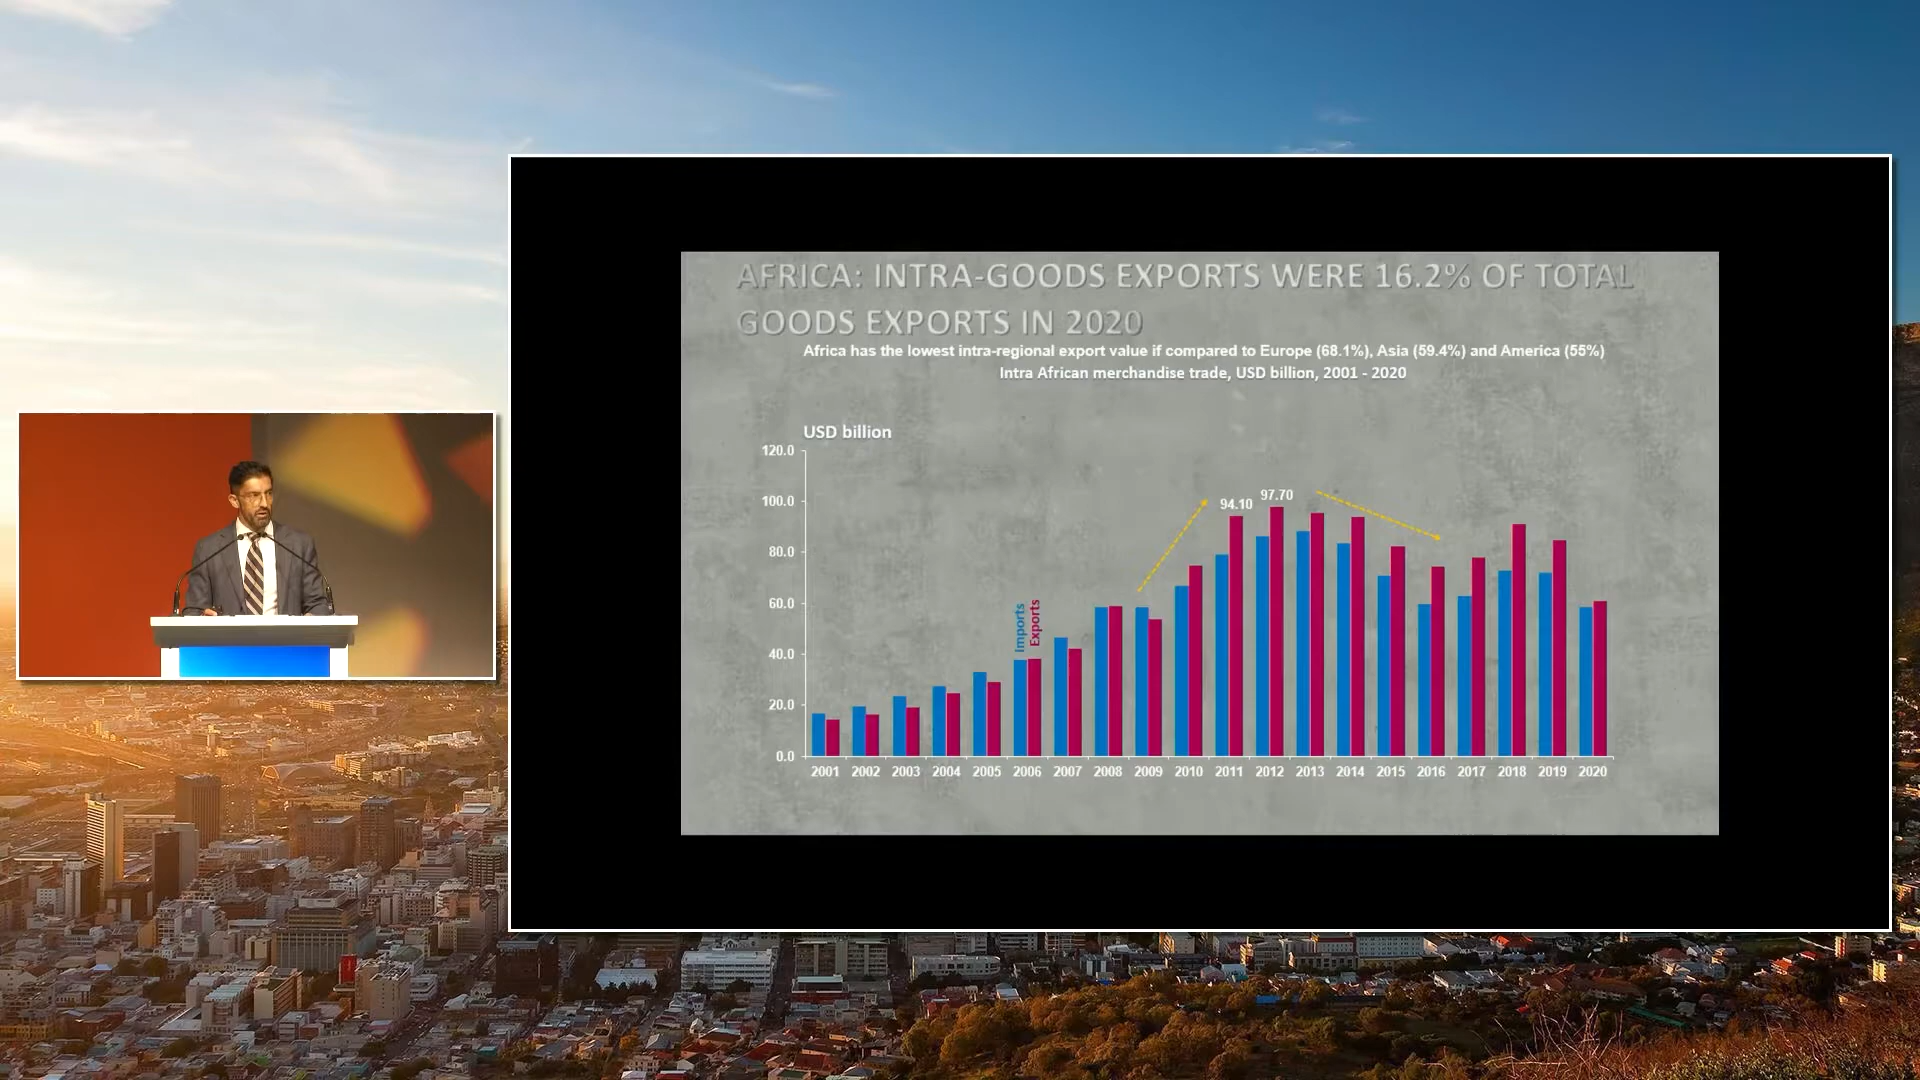 AFRICA: INTRA-GOODS EXPORTS WERE 16.2% OF TOTAL
GOODS EXPORTS IN 2020
Africa has the lowest intra-regional export value if compared to Europe (68.1%), Asia (59.4%) and America (55%)
Intra African merchandise trade, USD billion, 2001 - 2020
USD billion
120.0
100.0
80.0
60.0
40.0
20.0
0.0
94.10
97.70
Imports
Exports
2001 2002 2003 2004 2005 2006 2007 2008 2009 2010 2011 2012 2013 2014 2015 2016 2017 2018 2019 2020